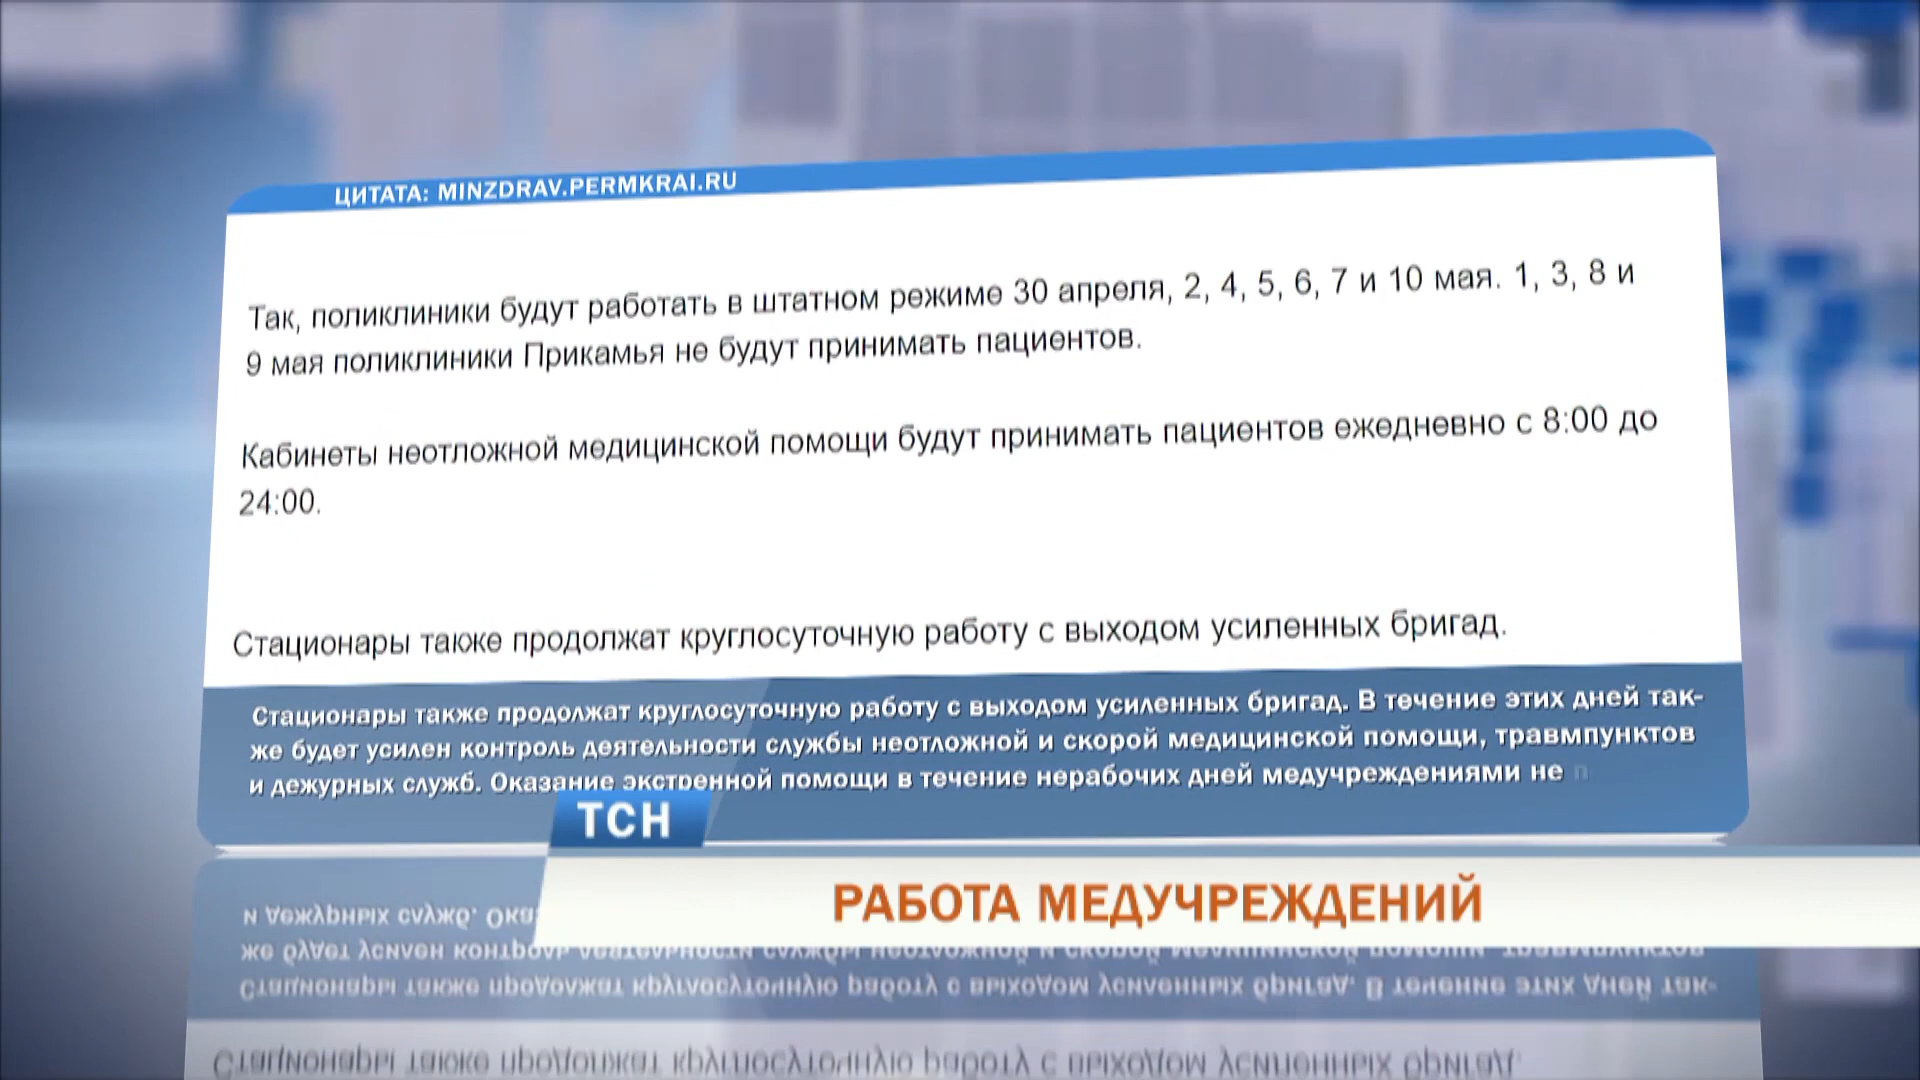 ЦИТАТА: MINZDRAV.PERMKRAI.RU
Так, поликлиники будут работать в штатном режиме 30 апреля, 2, 4, 5, 6, 7 и 10 мая. 1, 3, 8 и
9 мая поликлиники Прикамья не будут принимать пациентов.
Кабинеты неотложной медицинской помощи будут принимать пациентов ежедневно с 8:00 до
24:00.
Стационары также продолжат круглосуточную работу с выходом усиленных бригад.
Стационары также продолжат круглосуточную работу с выходом усиленных бригад. В течение этих дней так-
же будет усилен контроль деятельности службы неотложной и скорой медицинской помощи, травмпунктов
и дежурных служб. Оказание экстренной помощи в течение нерабочих дней медучреждениями не п
ТСН
РАБОТА МЕДУЧРЕЖДЕНИЙ